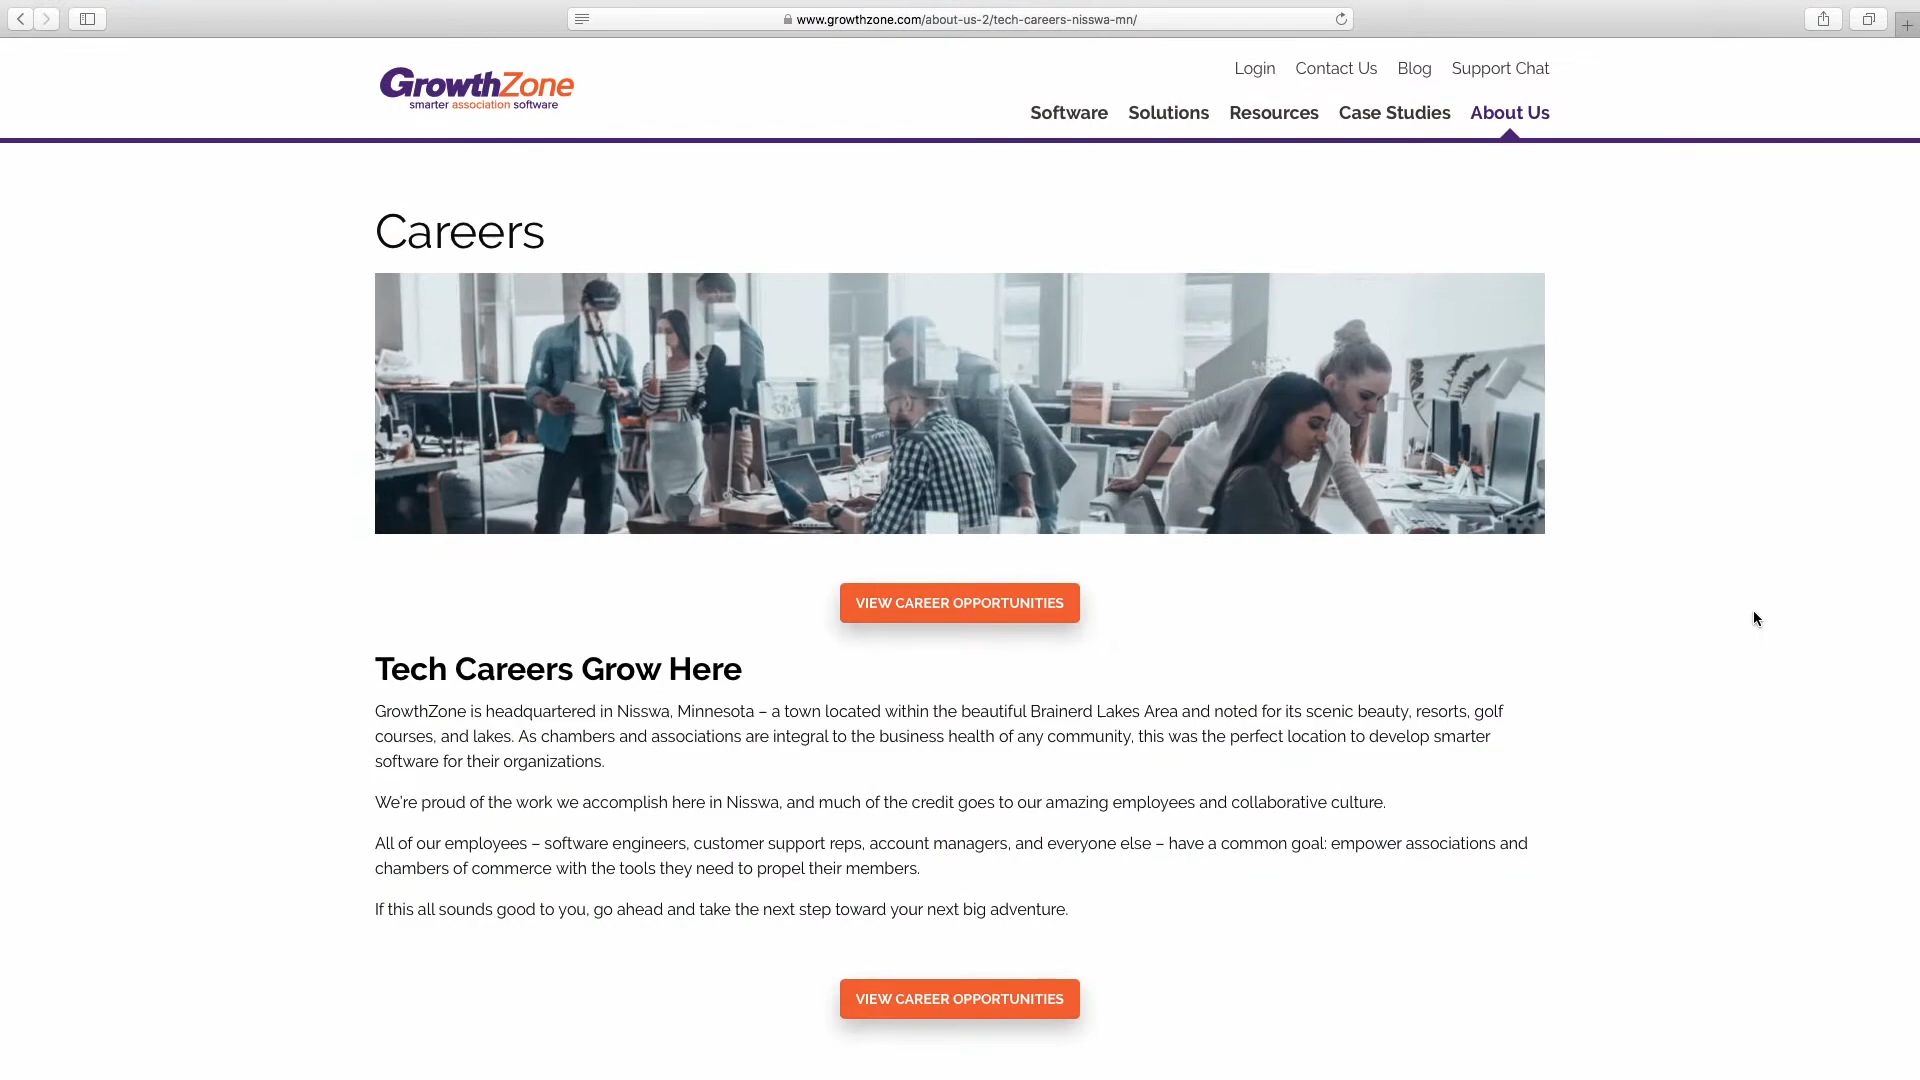 www.growthzone.com/about-us-2/tech-careers-nisswa-mn/
GrowthZone
smarter association software
Login Contact Us Blog Support Chat
Software Solutions Resources Case Studies About Us
Careers
VIEW CAREER OPPORTUNITIES
Tech Careers Grow Here
GrowthZone is headquartered in Nisswa, Minnesota – a town located within the beautiful Brainerd Lakes Area and noted for its scenic beauty, resorts, golf
courses, and lakes. As chambers and associations are integral to the business health of any community, this was the perfect location to develop smarter
software for their organizations.
We're proud of the work we accomplish here in Nisswa, and much of the credit goes to our amazing employees and collaborative culture.
All of our employees – software engineers, customer support reps, account managers, and everyone else – have a common goal: empower associations and
chambers of commerce with the tools they need to propel their members.
If this all sounds good to you, go ahead and take the next step toward your next big adventure.
VIEW CAREER OPPORTUNITIES